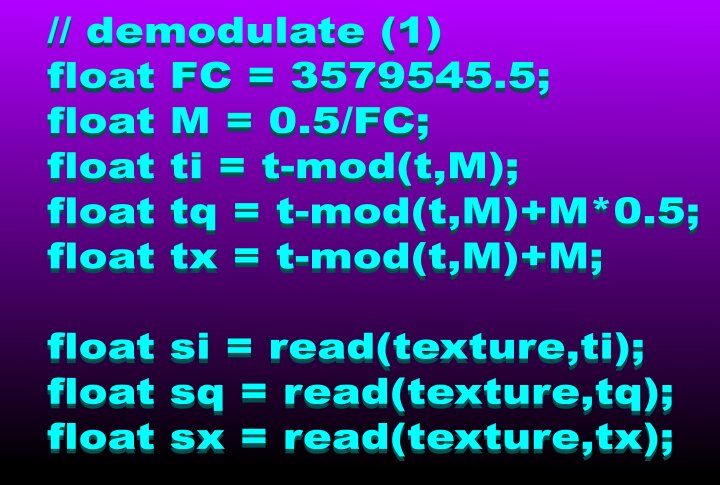 // demodulate (1)
float FC = 3579545.5;
float M = 0.5/FC;
float ti = t-mod(t,M);
float tq = t-mod(t,M)+M*0.5;
float tx = t-mod(t,M)+M;
float si = read(texture,ti);
float sq = read(texture,tq);
float sx = read(texture,tx);